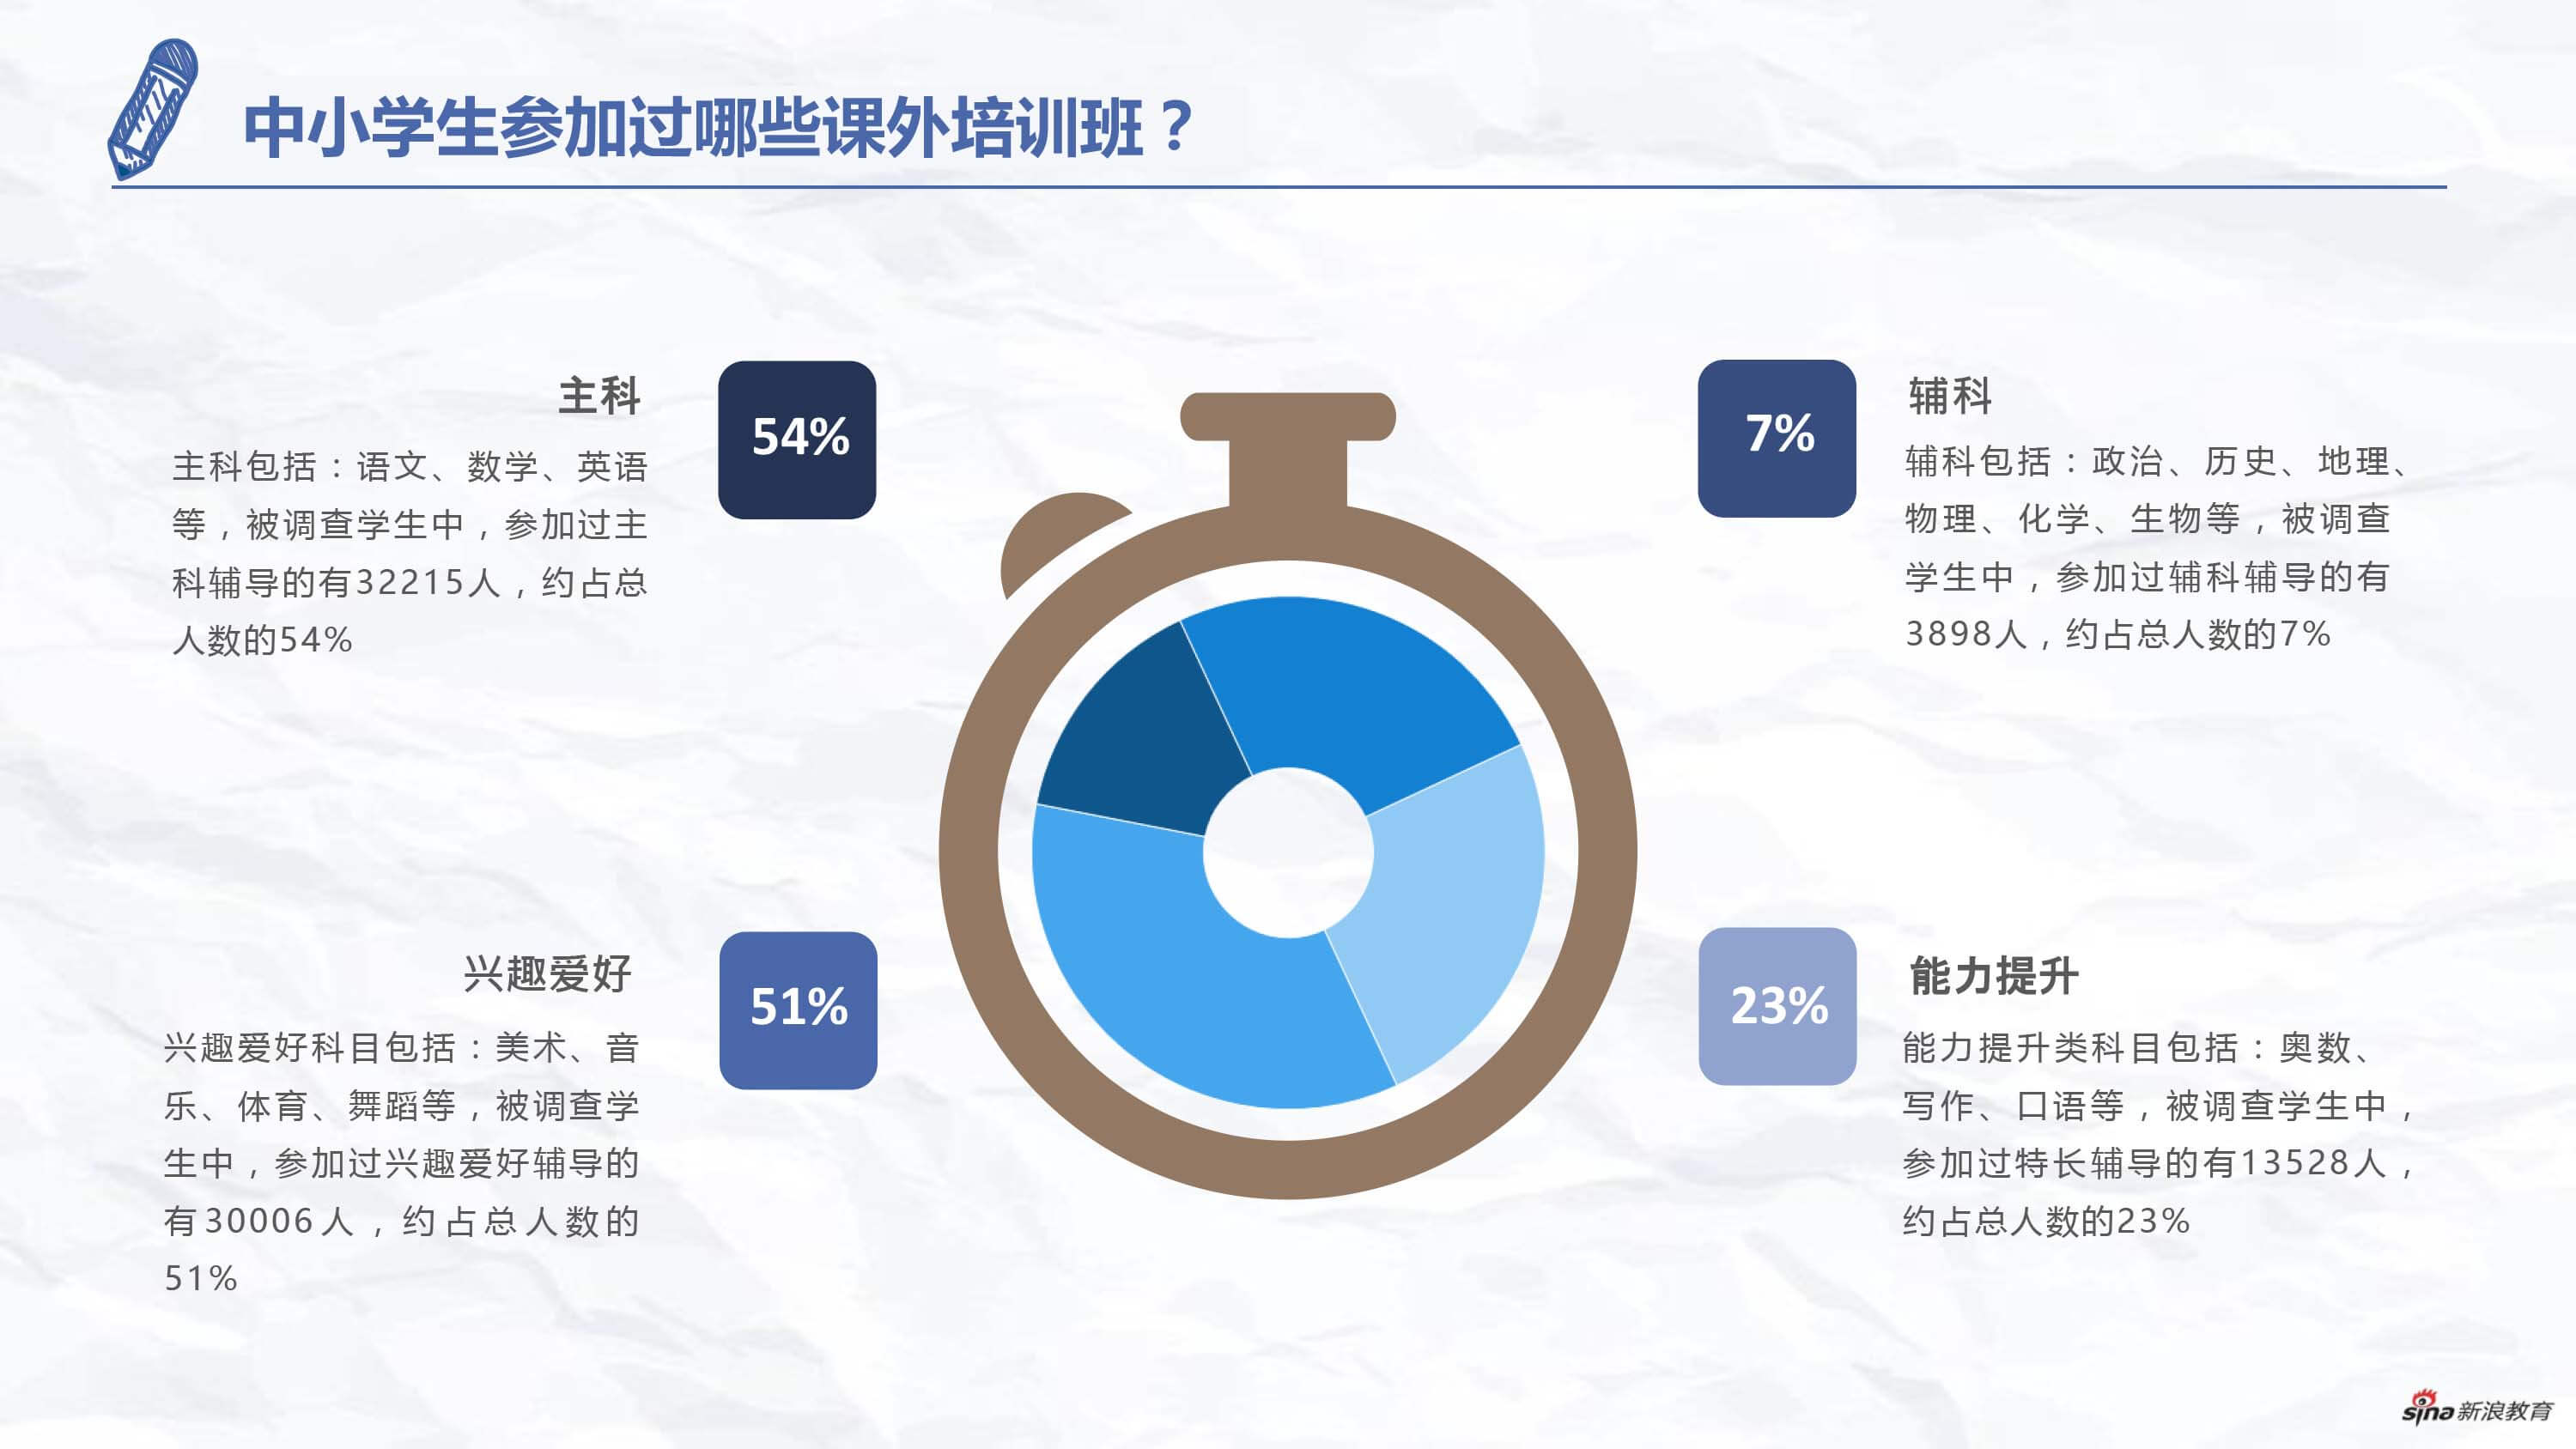 中小学生参加过哪些课外培训班？
主科
54%
主科包括：语文、数学、英语
等，被调查学生中，参加过主
科辅导的有32215人，约占总
人数的54%
7%
辅科
辅科包括：政治、历史、地理、
物理、化学、生物等，被调查
学生中，参加过辅科辅导的有
3898人，约占总人数的7%
兴趣爱好
51%
兴趣爱好科目包括：美术、音
乐、体育、舞蹈等，被调查学
生中，参加过兴趣爱好辅导的
有30006人，约占总人数的
51%
23%
能力提升
能力提升类科目包括：奥数、
写作、口语等，被调查学生中，
参加过特长辅导的有13528人，
约占总人数的23%
sina新浪教育